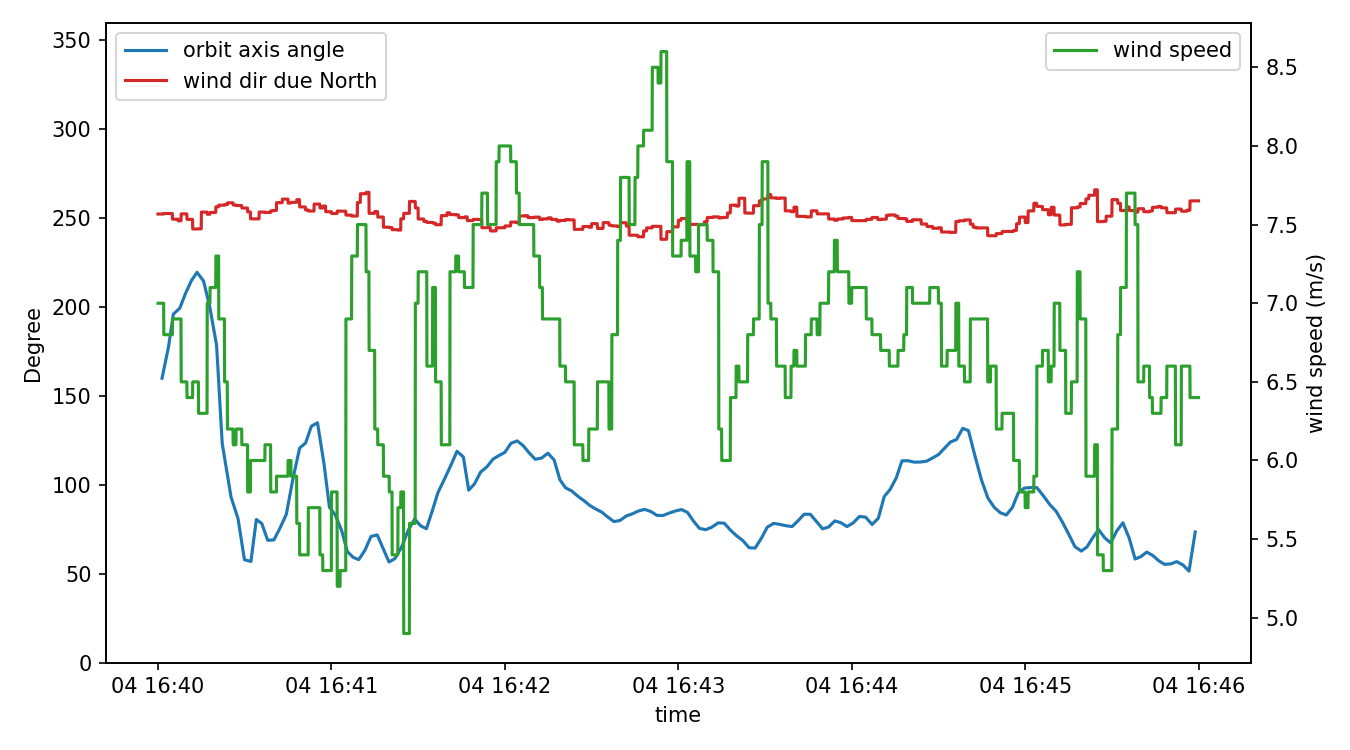 orbit axis angle
wind dir due North
wind speed
350
300
250
200
150
100
50
0
Degree
8.5
8.0
7.5
7.0
6.5
6.0
5.5
5.0
wind speed (m/s)
04 16:40 04 16:41 04 16:42 04 16:43 04 16:44 04 16:45 04 16:46
time